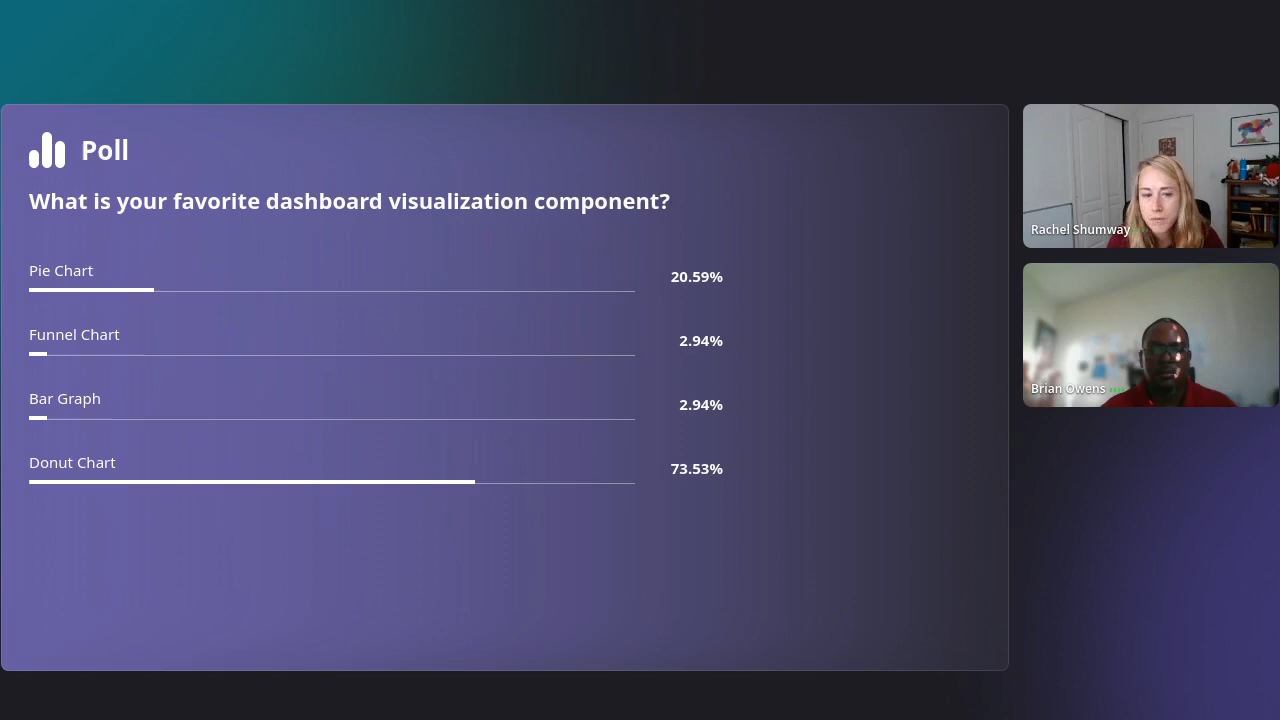 Poll
What is your favorite dashboard visualization component?
Pie Chart
20.59%
Funnel Chart
2.94%
Bar Graph
2.94%
Donut Chart
73.53%
Rachel Shumway
Brian Owens